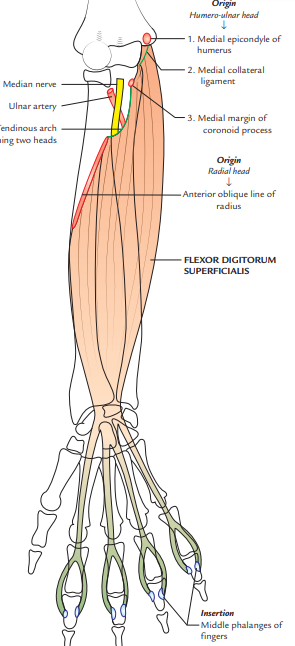 Origin
Humero-ulnar head
1. Medial epicondyle of
humerus
2. Medial collateral
ligament
Median nerve
Ulnar artery
3. Medial margin of
coronoid process
endinous arch
ing two heads
Origin
Radial head
Anterior oblique line of
radius
FLEXOR DIGITORUM
SUPERFICIALIS
Insertion
Middle phalanges of
fingers